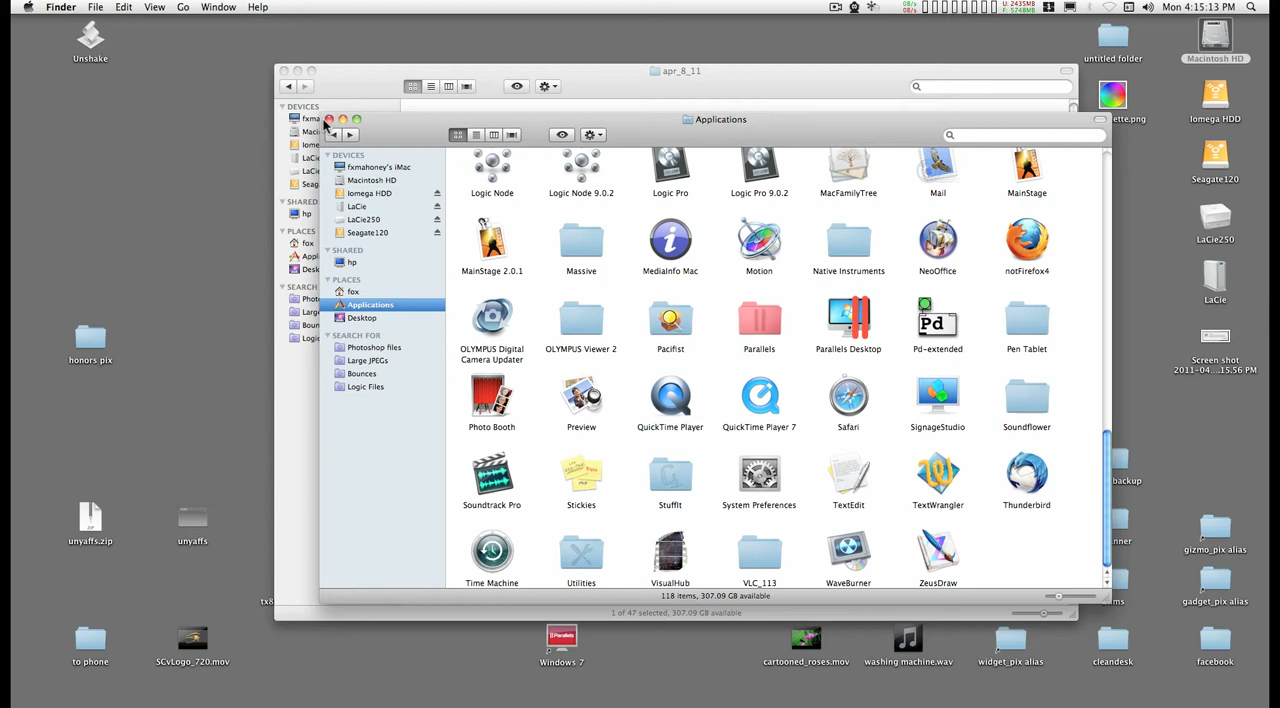 Finder File Edit View Go Window Help
Mon 4:15:13 PM
U: 2435MB
F: 5748MB
Unshake
untitled folder
Macintosh HD
Iomega HDD
Seagate120
LaCie250
LaCie
Screen shot
2011-04....15.56 PM
honors pix
unyaffs.zip
unyaffs
to phone
SCvLogo_720.mov
Windows 7
cartooned_roses.mov
washing machine.wav
widget_pix alias
cleandesk
facebook
gizmo_pix alias
gadget_pix alias
backup
apr_8_11
DEVICES
SHARED
hp
PLACES
fox
1 of 47 selected, 307.09 GB available
Applications
DEVICES
fxmahoney's iMac
Macintosh HD
Iomega HDD
LaCie
LaCie250
Seagate120
SHARED
hp
PLACES
fox
Applications
Desktop
SEARCH FOR
Photoshop files
Large JPEGs
Bounces
Logic Files
Logic Node
Logic Node 9.0.2
Logic Pro
Logic Pro 9.0.2
MacFamilyTree
Mail
MainStage
MainStage 2.0.1
Massive
MediaInfo Mac
Motion
Native Instruments
NeoOffice
notFirefox4
OLYMPUS Digital
Camera Updater
OLYMPUS Viewer 2
Pacifist
Parallels
Parallels Desktop
Pd
Pd-extended
Pen Tablet
Photo Booth
Preview
QuickTime Player
QuickTime Player 7
Safari
SignageStudio
Soundflower
Soundtrack Pro
Stickies
StuffIt
System Preferences
TextEdit
TextWrangler
Thunderbird
Time Machine
Utilities
VisualHub
VLC_113
WaveBurner
ZeusDraw
118 items, 307.09 GB available